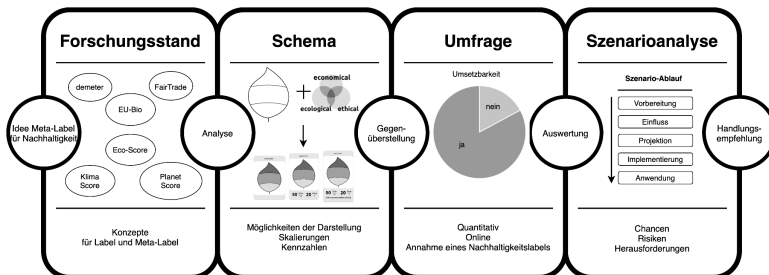 Forschungsstand
Schema
Umfrage
Szenarioanalyse
Idee Meta-Label
für Nachhaltigkeit
demeter
FairTrade
EU-Bio
Eco-Score
Klima
Score
Planet
Score
Konzepte
für Label und Meta-Label
Analyse
economical
ecological
ethical
Möglichkeiten der Darstellung
Skalierungen
Kennzahlen
Gegen-
überstellung
Umsetzbarkeit
nein
ja
Quantitativ
Online
Annahme eines Nachhaltigkeitslabels
Auswertung
Szenario-Ablauf
Vorbereitung
Einfluss
Projektion
Implementierung
Anwendung
Chancen
Risiken
Herausforderungen
Handlungs-
empfehlung